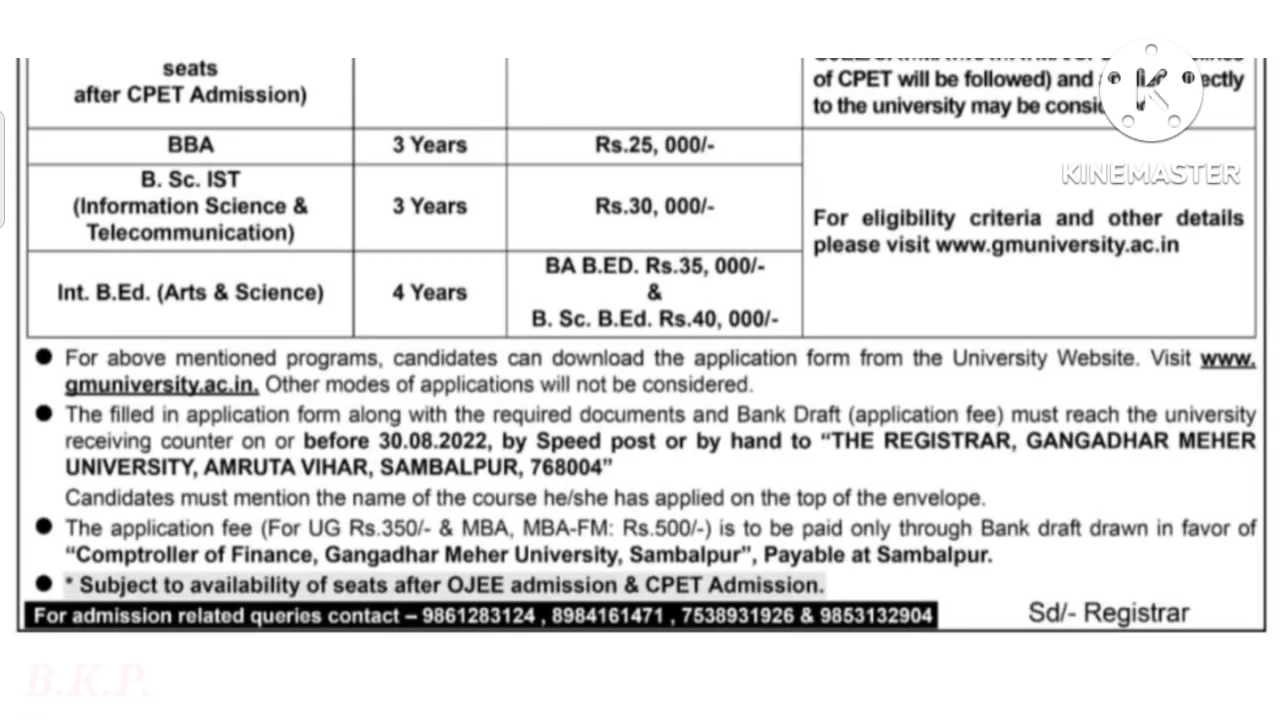 seats
after CPET Admission)
of CPET will be followed) and
to the university may be
BBA
3 Years
Rs.25, 000/-
B. Sc. IST
(Information Science &
Telecommunication)
3 Years
Rs.30, 000/-
Int. B.Ed. (Arts & Science)
4 Years
BA B.ED. Rs.35, 000/-
&
B. Sc. B.Ed. Rs.40, 000/-
For eligibility criteria and other details
please visit www.gmuniversity.ac.in
K
KINEMASTER
● For above mentioned programs, candidates can download the application form from the University Website. Visit www.
gmuniversity.ac.in. Other modes of applications will not be considered.
● The filled in application form along with the required documents and Bank Draft (application fee) must reach the university
receiving counter on or before 30.08.2022, by Speed post or by hand to “THE REGISTRAR, GANGADHAR MEHER
UNIVERSITY, AMRUTA VIHAR, SAMBALPUR, 768004”
Candidates must mention the name of the course he/she has applied on the top of the envelope.
● The application fee (For UG Rs.350/- & MBA, MBA-FM: Rs.500/-) is to be paid only through Bank draft drawn in favor of
“Comptroller of Finance, Gangadhar Meher University, Sambalpur”, Payable at Sambalpur.
● * Subject to availability of seats after OJEE admission & CPET Admission.
For admission related queries contact – 9861283124 , 8984161471 , 7538931926 & 9853132904
Sd/- Registrar
B.K.P.